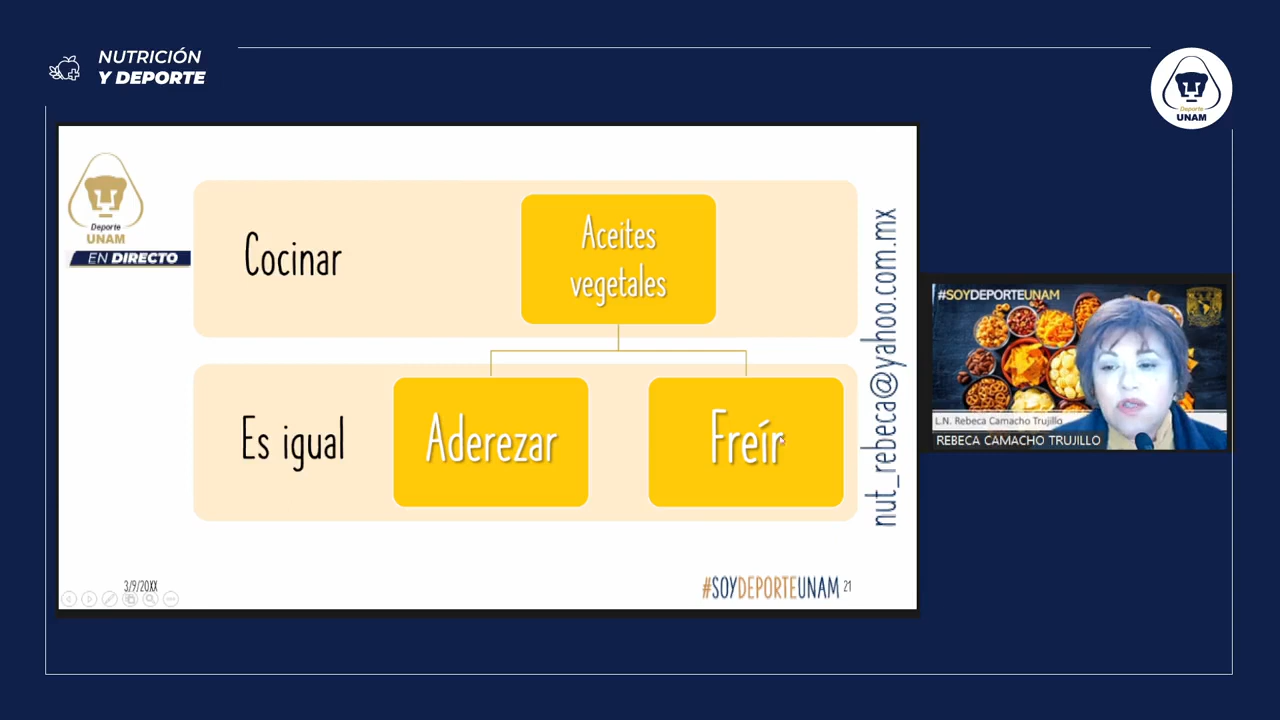 NUTRICIÓN
Y DEPORTE
Deporte
UNAM
Deporte
UNAM
EN DIRECTO
Cocinar
Aceites
vegetales
Es igual
Aderezar
Freír
nut_rebeca@yahoo.com.mx
3/9/20XX
#SOYDEPORTEUNAM
21
#SOYDEPORTEUNAM
L.N. Rebeca Camacho Trujillo
REBECA CAMACHO TRUJILLO